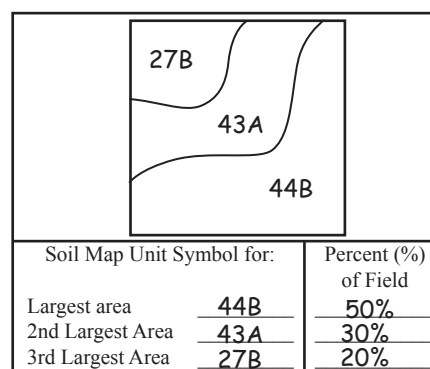 27B
43A
44B
Soil Map Unit Symbol for:
Percent (%)
of Field
Largest area 44B 50%
2nd Largest Area 43A 30%
3rd Largest Area 27B 20%